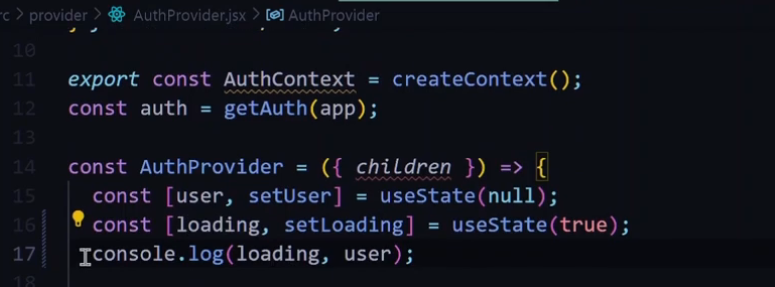 rc > provider > AuthProvider.jsx > AuthProvider
10
11 export const AuthContext = createContext();
12 const auth = getAuth(app);
13
14 const AuthProvider = ({ children }) => {
15 const [user, setUser] = useState(null);
16 const [loading, setLoading] = useState(true);
17 console.log(loading, user);
18